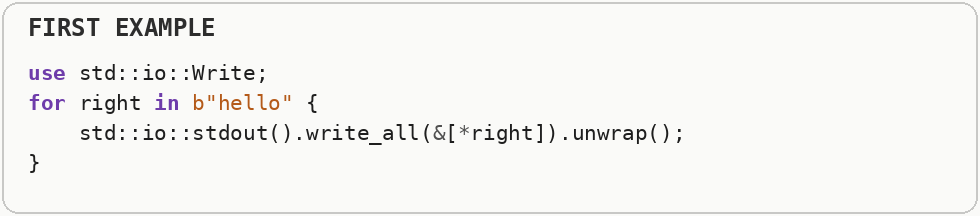 FIRST EXAMPLE
use std::io::Write;
for right in b"hello" {
    std::io::stdout().write_all(&[*right]).unwrap();
}